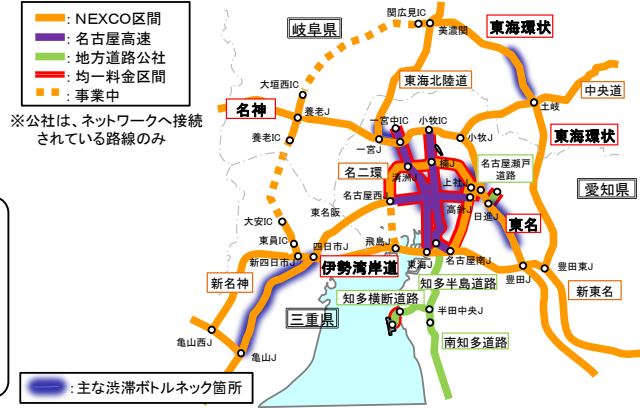 ：NEXCO区間
：名古屋高速
：地方道路公社
：均一料金区間
：事業中
※公社は、ネットワークへ接続
されている路線のみ
岐阜県
関広見IC
美濃関
東海環状
東海北陸道
大垣西IC
養老J
名神
養老IC
一宮中IC
小牧IC
一宮J
小牧J
土岐
中央道
東海環状
名二環
清洲J
楠J
上社J
名古屋瀬戸
道路
愛知県
名古屋西J
高針J
日進J
東名
東名阪
大安IC
東員IC
四日市J
新四日市J
飛島J
伊勢湾岸道
東海J
名古屋南J
豊田J
豊田東J
新名神
知多半島道路
新東名
知多横断道路
三重県
半田中央J
南知多道路
亀山西J
亀山J
：主な渋滞ボトルネック箇所